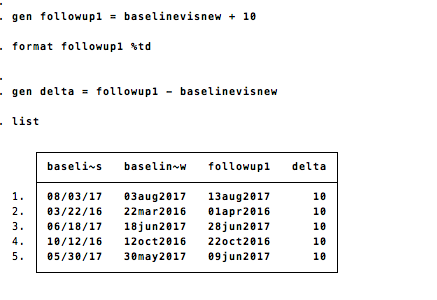 . gen followup1 = baselinevisnew + 10
. format followup1 %td
.
. gen delta = followup1 - baselinevisnew
. list
baseli~s baselin~w followup1 delta
1. 08/03/17 03aug2017 13aug2017 10
2. 03/22/16 22mar2016 01apr2016 10
3. 06/18/17 18jun2017 28jun2017 10
4. 10/12/16 12oct2016 22oct2016 10
5. 05/30/17 30may2017 09jun2017 10